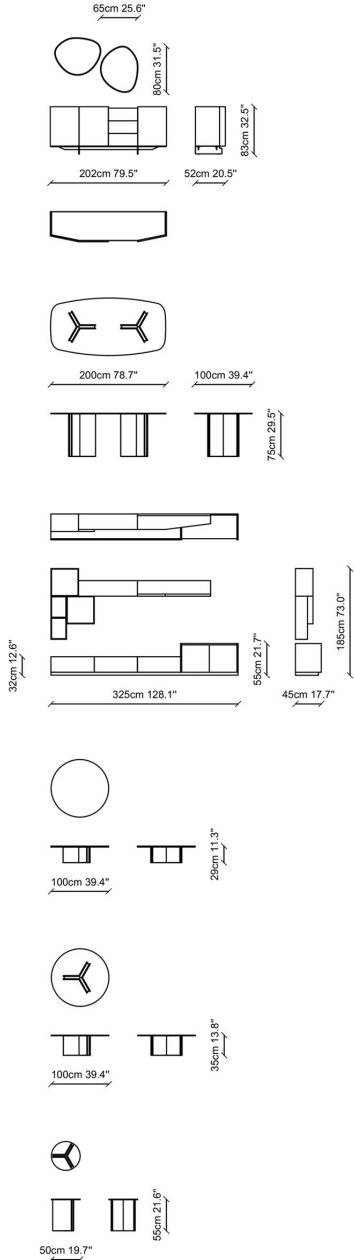 65cm 25.6"
80cm 31.5"
83cm 32.5"
202cm 79.5"
52cm 20.5"
200cm 78.7"
100cm 39.4"
75cm 29.5"
32cm 12.6"
55cm 21.7"
185cm 73.0"
325cm 128.1"
45cm 17.7"
29cm 11.3"
100cm 39.4"
35cm 13.8"
100cm 39.4"
55cm 21.6"
50cm 19.7"